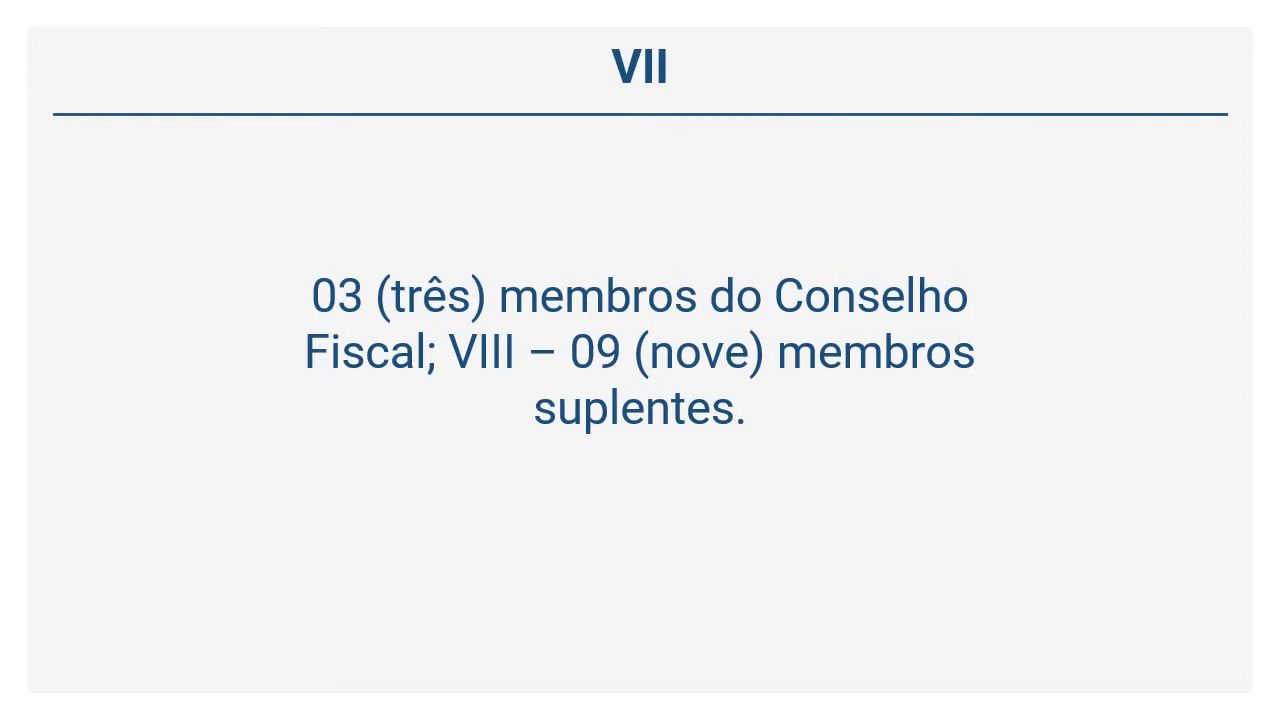 VII
03 (três) membros do Conselho
Fiscal; VIII – 09 (nove) membros
suplentes.